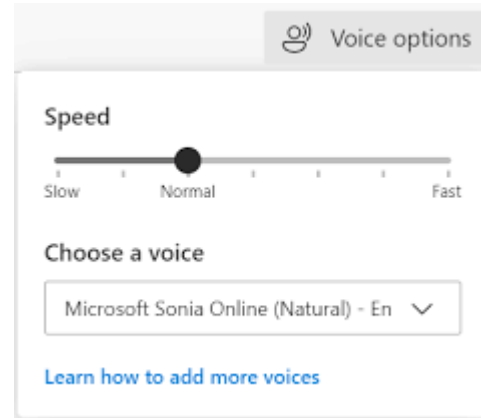 Voice options
Speed
Slow Normal Fast
Choose a voice
Microsoft Sonia Online (Natural) - En
Learn how to add more voices